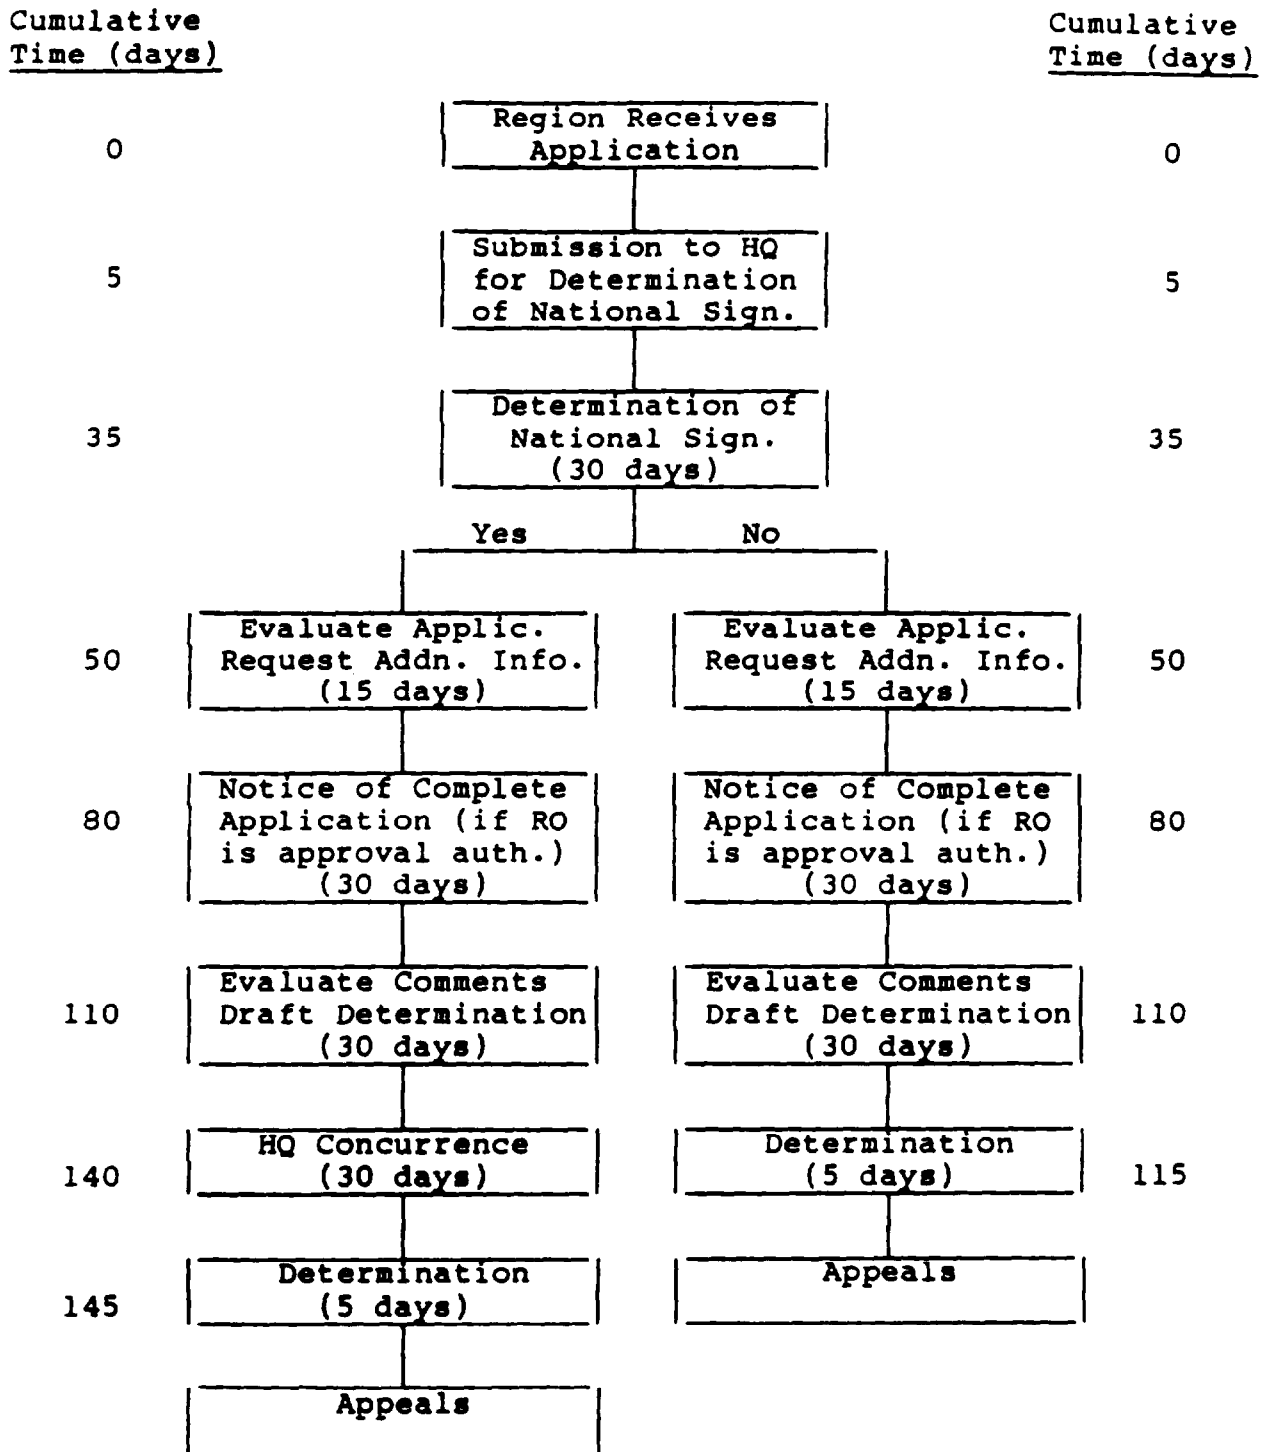 Cumulative
Time (days)
Cumulative
Time (days)
0
Region Receives
Application
0
5
Submission to HQ
for Determination
of National Sign.
5
35
Determination of
National Sign.
(30 days)
35
Yes
No
50
Evaluate Applic.
Request Addn. Info.
(15 days)
Evaluate Applic.
Request Addn. Info.
(15 days)
50
80
Notice of Complete
Application (if RO
is approval auth.)
(30 days)
Notice of Complete
Application (if RO
is approval auth.)
(30 days)
80
110
Evaluate Comments
Draft Determination
(30 days)
Evaluate Comments
Draft Determination
(30 days)
110
140
HQ Concurrence
(30 days)
Determination
(5 days)
115
145
Determination
(5 days)
Appeals
Appeals